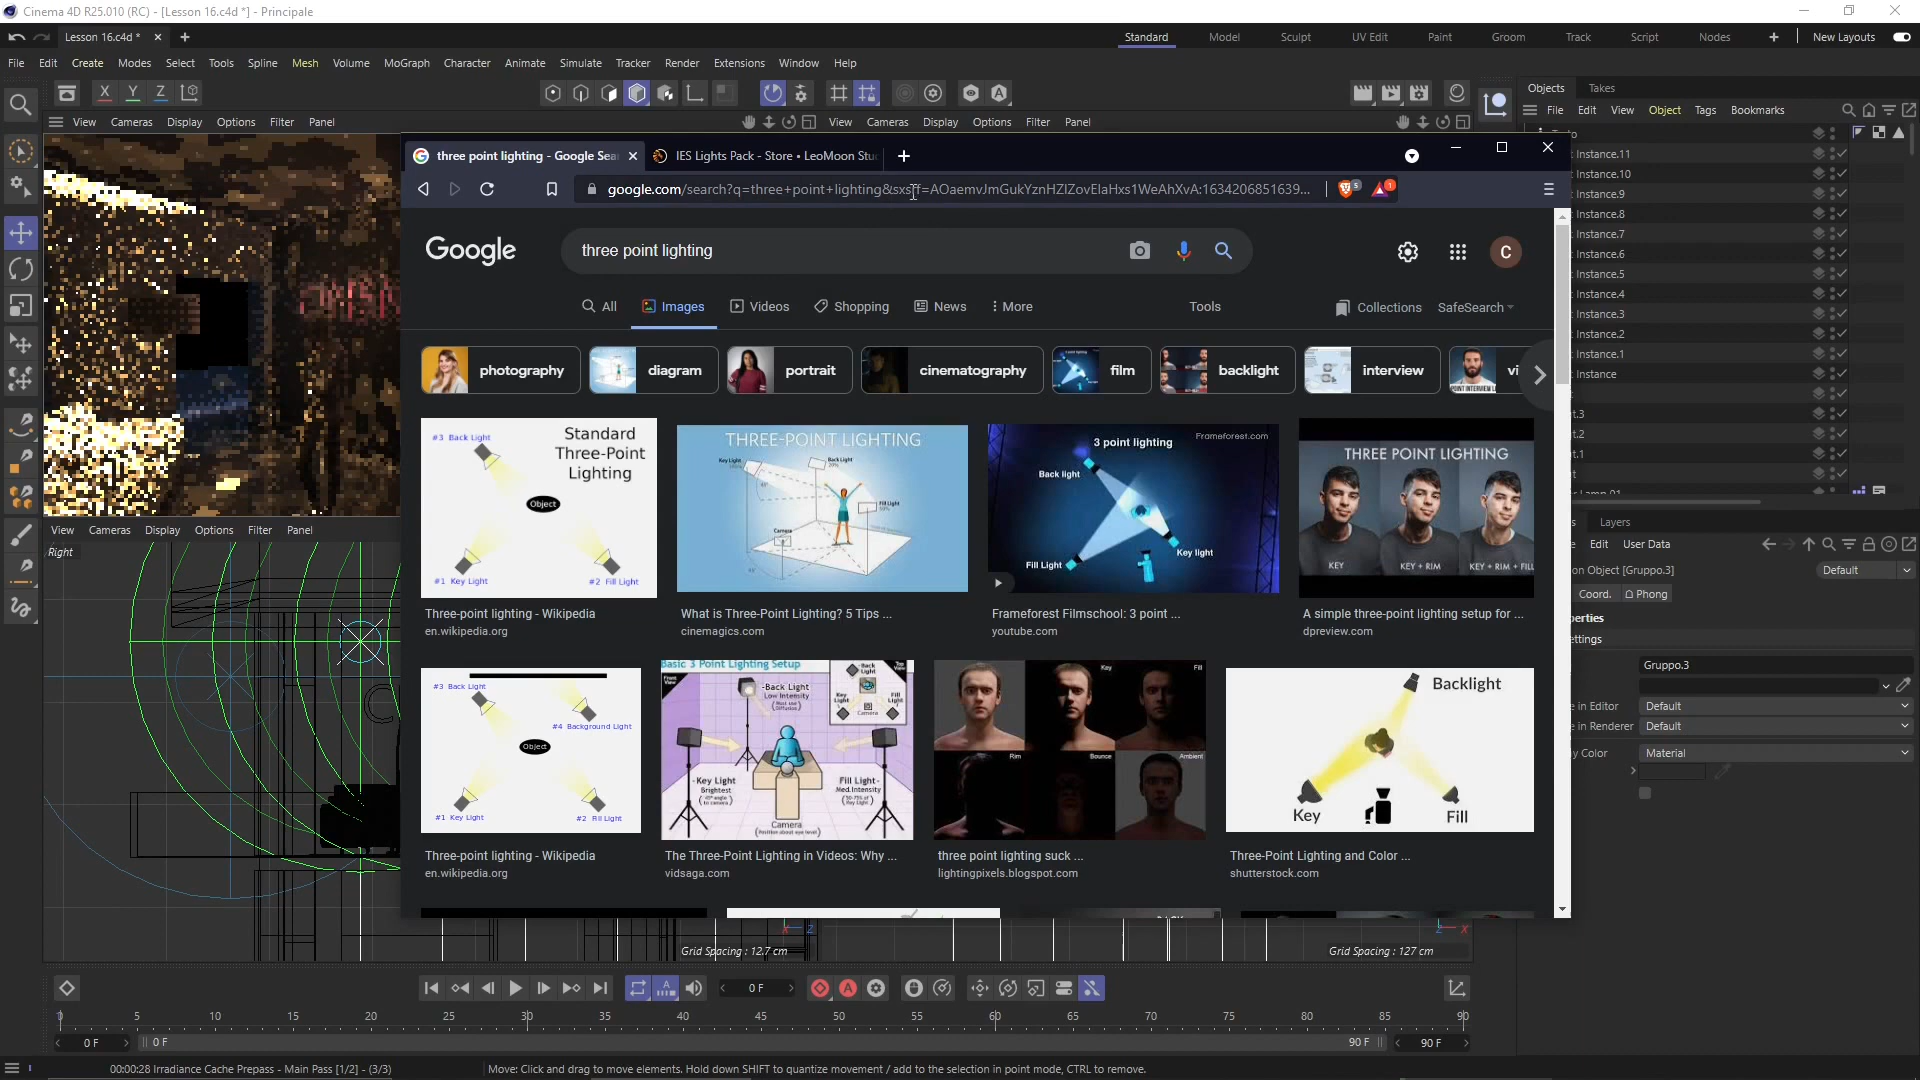 Cinema 4D R25.010 (RC) - [Lesson 16.c4d *] - Principale
Lesson 16.c4d *
Standard Model Sculpt UV Edit Paint Groom Track Script Nodes New Layouts
File Edit Create Modes Select Tools Spline Mesh Volume MoGraph Character Animate Simulate Tracker Render Extensions Window Help
X Y Z
Objects Takes
File Edit View Object Tags Bookmarks
View Cameras Display Options Filter Panel
View Cameras Display Options Filter Panel
three point lighting - Google Sea
IES Lights Pack - Store • LeoMoon Stu
google.com/search?q=three+point+lighting&sxsrf=AOaemvJmGukYznHZIZovElaHxs1WeAhXvA:1634206851639...
5
1
Google
three point lighting
C
All Images Videos Shopping News More Tools Collections SafeSearch
photography diagram portrait cinematography film backlight interview vi
#3 Back Light
Standard
Three-Point
Lighting
Object
#1 Key Light
#2 Fill Light
Three-point lighting - Wikipedia
en.wikipedia.org
THREE-POINT LIGHTING
Key Light
Back Light
20%
Fill Light
Camera
What is Three-Point Lighting? 5 Tips ...
cinemagics.com
3 point lighting
Frameforest.com
Back light
Key light
Fill Light
Frameforest Filmschool: 3 point ...
youtube.com
THREE POINT LIGHTING
KEY
KEY + RIM
KEY + RIM + FILL
A simple three-point lighting setup for ...
dpreview.com
#3 Back Light
#4 Background Light
Object
#1 Key Light
#2 Fill Light
Three-point lighting - Wikipedia
en.wikipedia.org
Basic 3 Point Lighting Setup
-Back Light
Low Intensity
-Key Light
Brightest
Fill Light-
Med.Intensity
Camera
The Three-Point Lighting in Videos: Why ...
vidsaga.com
Key
Fill
Rim
Bounce
Ambient
three point lighting suck ...
lightingpixels.blogspot.com
Backlight
Key
Fill
Three-Point Lighting and Color ...
shutterstock.com
Instance.11
Instance.10
Instance.9
Instance.8
Instance.7
Instance.6
Instance.5
Instance.4
Instance.3
Instance.2
Instance.1
Instance
Layers
Edit User Data
on Object [Gruppo.3]
Default
Coord. Phong
Gruppo.3
in Editor Default
in Renderer Default
Color Material
View Cameras Display Options Filter Panel
Right
Grid Spacing : 12.7 cm
Grid Spacing : 127 cm
0 F
5 10 15 20 25 30 35 40 45 50 55 60 65 70 75 80 85 90
0 F 0 F 90 F 90 F
00:00:28 Irradiance Cache Prepass - Main Pass [1/2] - (3/3)
Move: Click and drag to move elements. Hold down SHIFT to quantize movement / add to the selection in point mode, CTRL to remove.